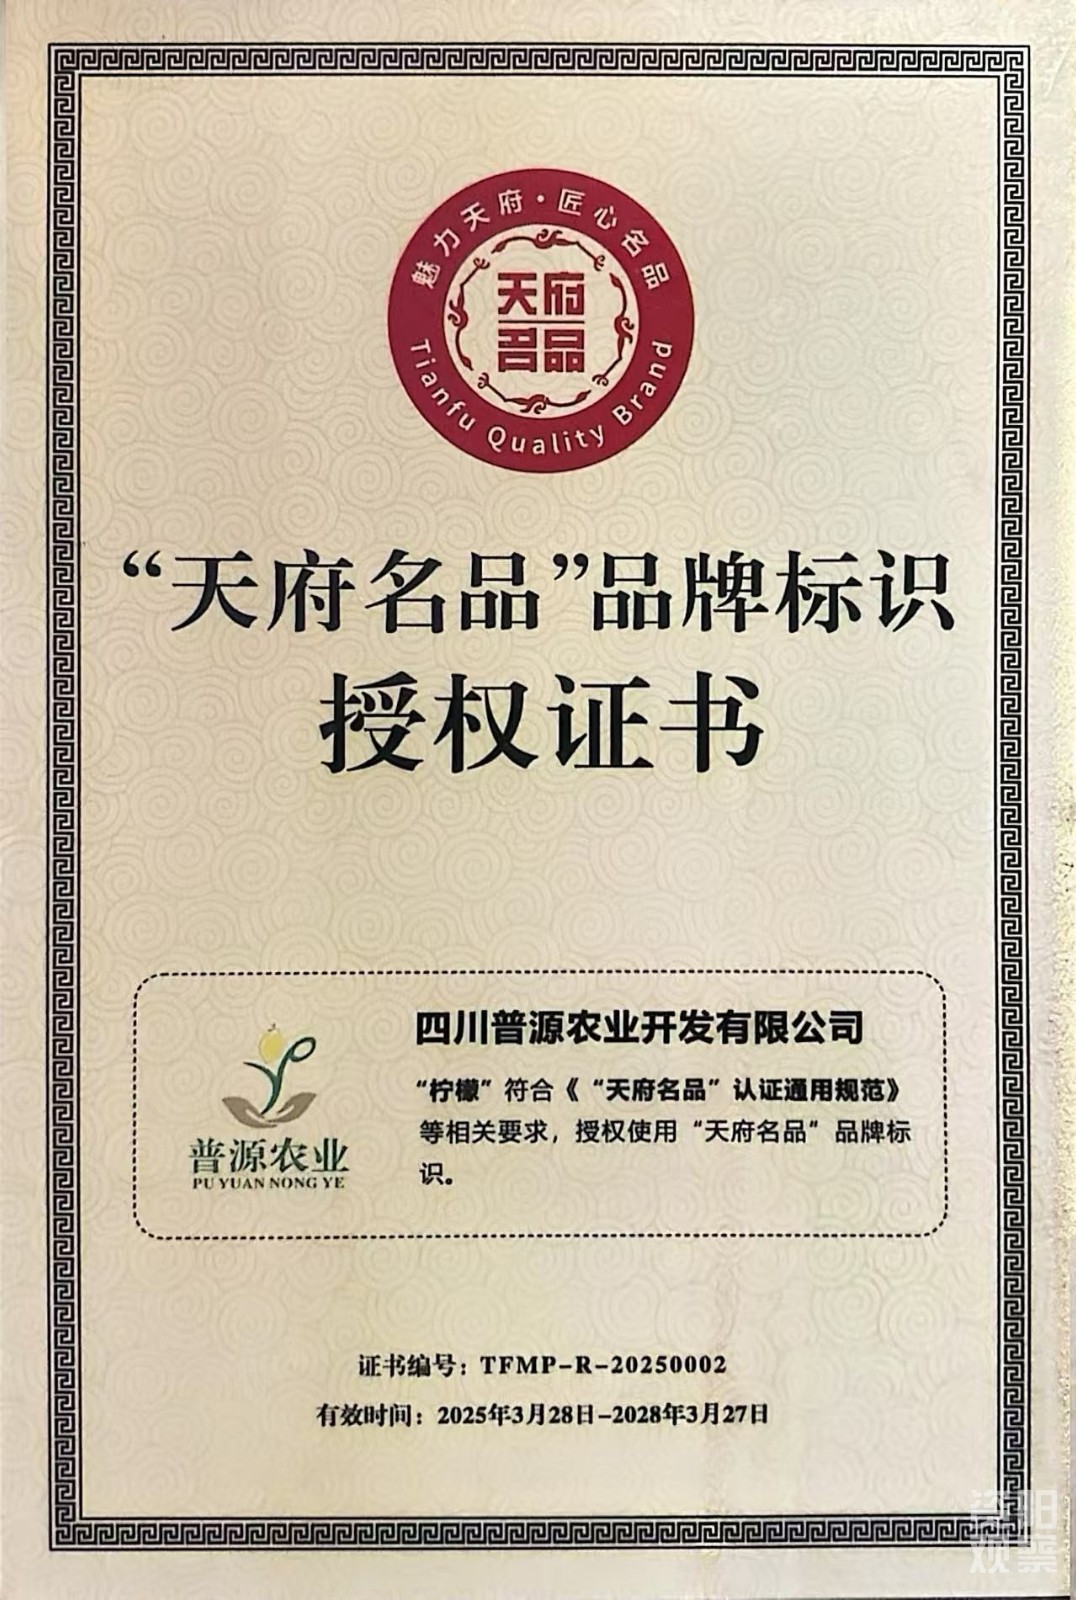 魅力天府·匠心名品
天府
名品
Tianfu Quality Brand
“天府名品”品牌标识
授权证书
四川普源农业开发有限公司
“柠檬”符合《“天府名品”认证通用规范》
等相关要求，授权使用“天府名品”品牌标
识。
普源农业
PU YUAN NONG YE
证书编号：TFMP-R-20250002
有效时间：2025年3月28日-2028年3月27日
资阳
观察